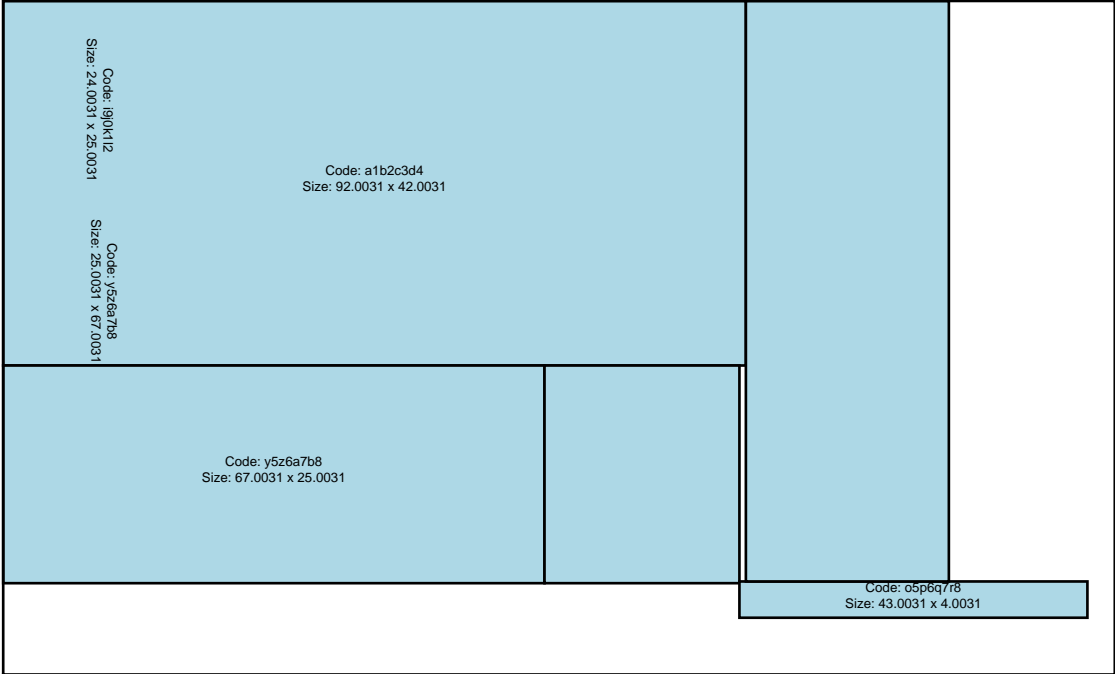 Code: i9j0k1l2
Size: 24.0031 x 25.0031
Code: a1b2c3d4
Size: 92.0031 x 42.0031
Code: y5z6a7b8
Size: 25.0031 x 67.0031
Code: y5z6a7b8
Size: 67.0031 x 25.0031
Code: o5p6q7r8
Size: 43.0031 x 4.0031